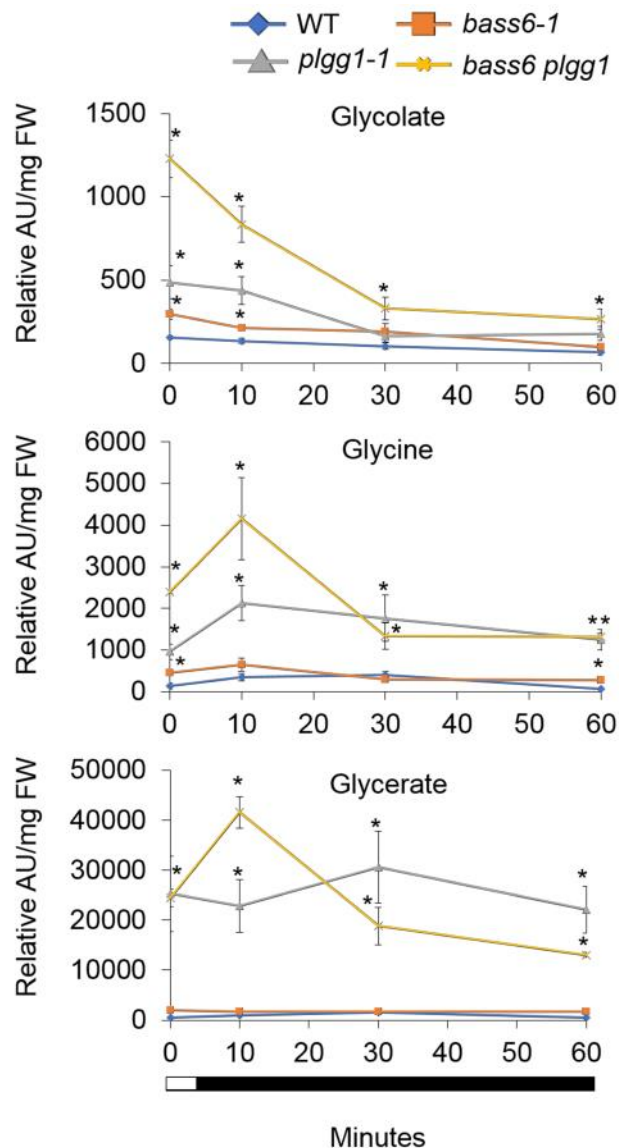 WT bass6-1
plgg1-1 bass6 plgg1
Glycolate
Relative AU/mg FW
1500
1000
500
0
0 10 20 30 40 50 60
* * * * * * * *
Glycine
Relative AU/mg FW
6000
5000
4000
3000
2000
1000
0
0 10 20 30 40 50 60
* * * * * * * ** *
Glycerate
Relative AU/mg FW
50000
40000
30000
20000
10000
0
0 10 20 30 40 50 60
* * * * * * *
Minutes